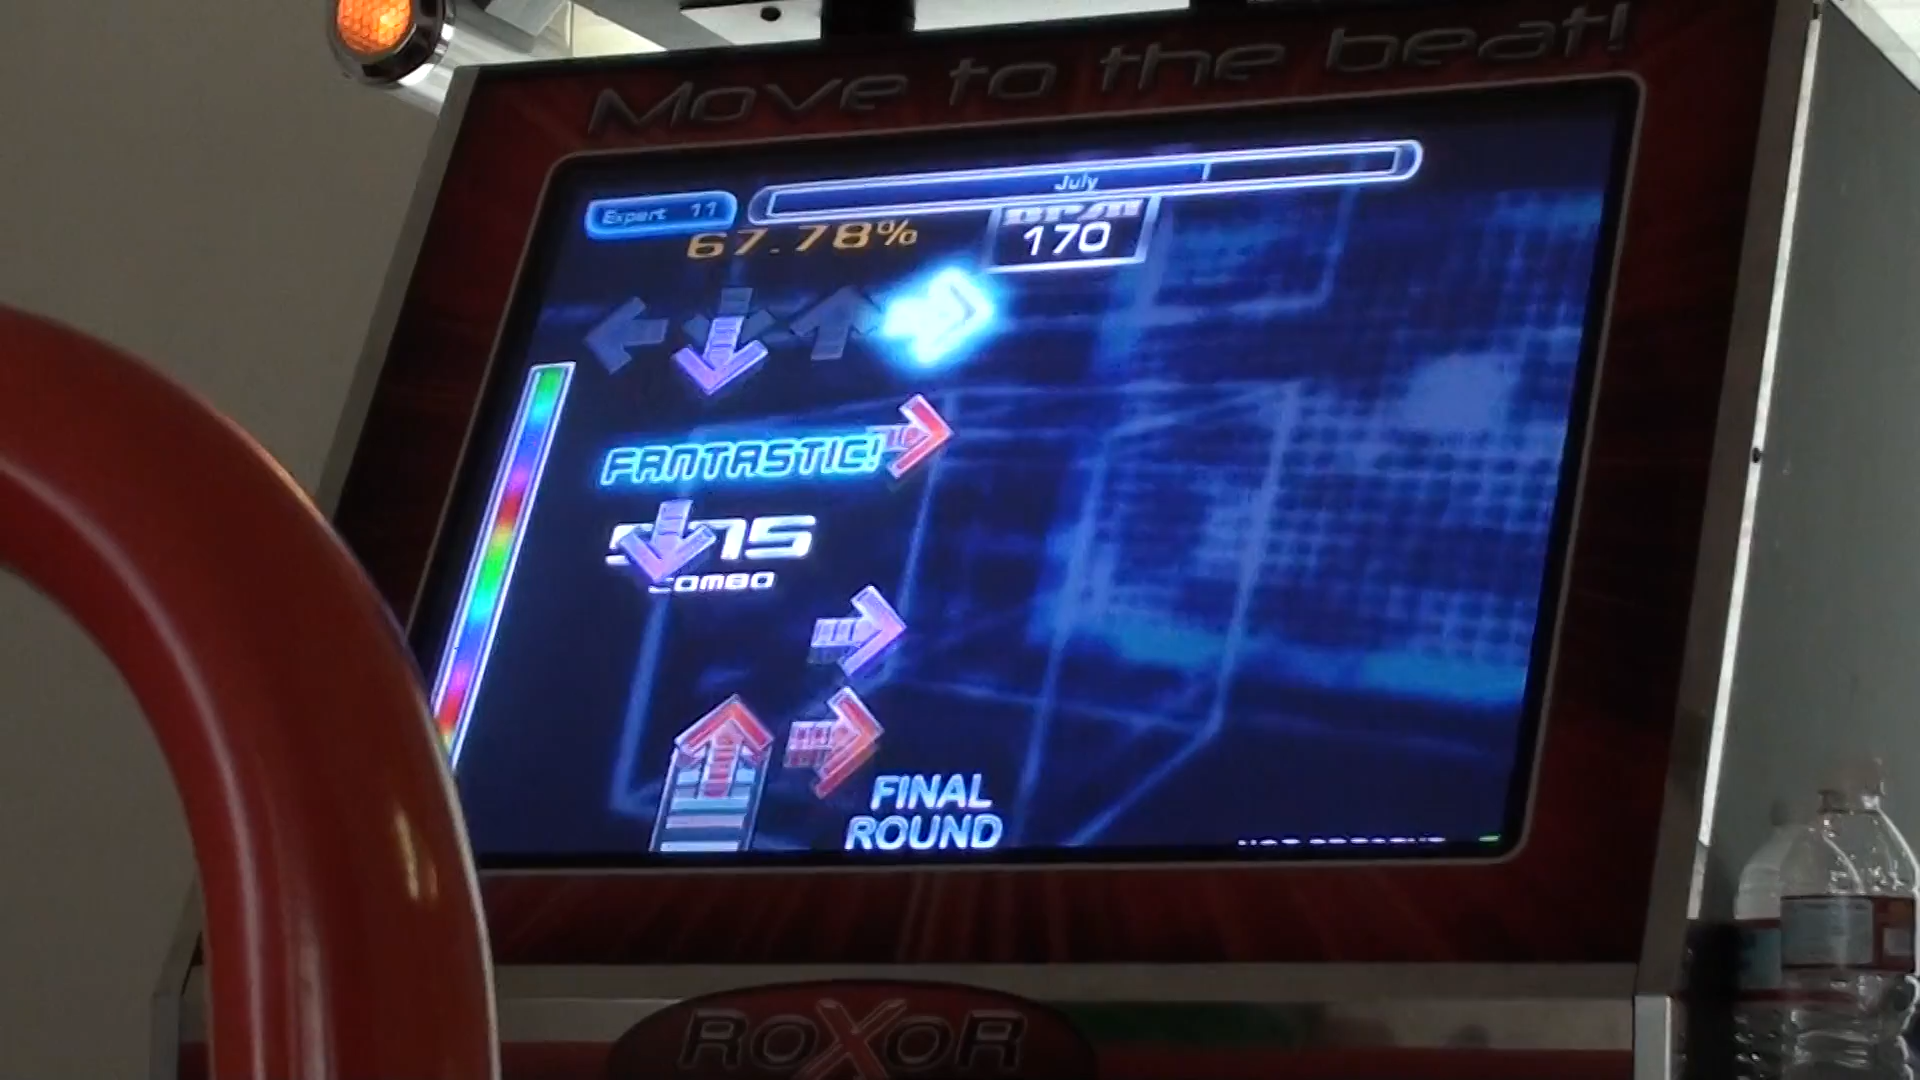 Move to the beat!
July
Expert 11
67.78%
BPM
170
FANTASTIC!
COMBO
FINAL
ROUND
ROXOR